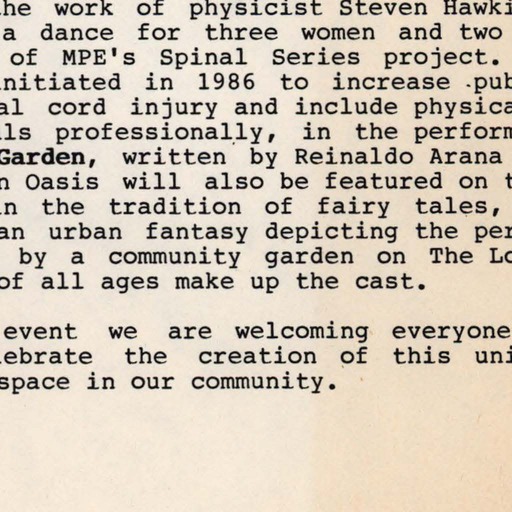 he work of physicist Steven Hawki
a dance for three women and two
of MPE's Spinal Series project.
nitiated in 1986 to increase pub
al cord injury and include physica
ls professionally, in the perform
Garden, written by Reinaldo Arana
n Oasis will also be featured on t
n the tradition of fairy tales,
an urban fantasy depicting the per
by a community garden on The Lo
of all ages make up the cast.
event we are welcoming everyone
lebrate the creation of this uni
space in our community.